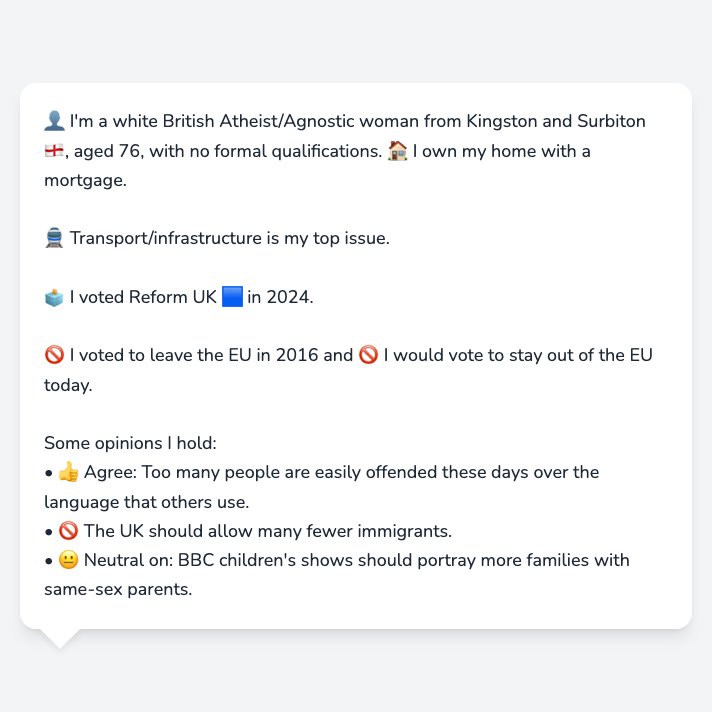 👤 I'm a white British Atheist/Agnostic woman from Kingston and Surbiton
🏴󠁧󠁢󠁥󠁮󠁧󠁿, aged 76, with no formal qualifications. 🏠 I own my home with a
mortgage.
🚆 Transport/infrastructure is my top issue.
🗳️ I voted Reform UK 🟦 in 2024.
🚫 I voted to leave the EU in 2016 and 🚫 I would vote to stay out of the EU
today.
Some opinions I hold:
• 👍 Agree: Too many people are easily offended these days over the
language that others use.
• 🚫 The UK should allow many fewer immigrants.
• 😐 Neutral on: BBC children's shows should portray more families with
same-sex parents.